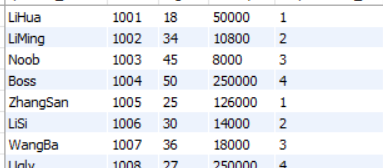 LiHua 1001 18 50000 1
LiMing 1002 34 10800 2
Noob 1003 45 8000 3
Boss 1004 50 250000 4
ZhangSan 1005 25 126000 1
LiSi 1006 30 14000 2
WangBa 1007 36 18000 3
Ugly 1008 27 250000 4